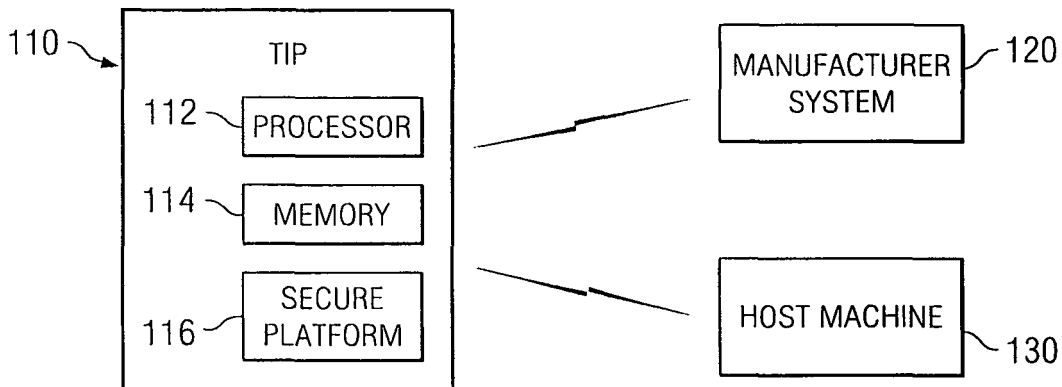 110
TIP
112
PROCESSOR
114
MEMORY
116
SECURE
PLATFORM
MANUFACTURER
SYSTEM
120
HOST MACHINE
130